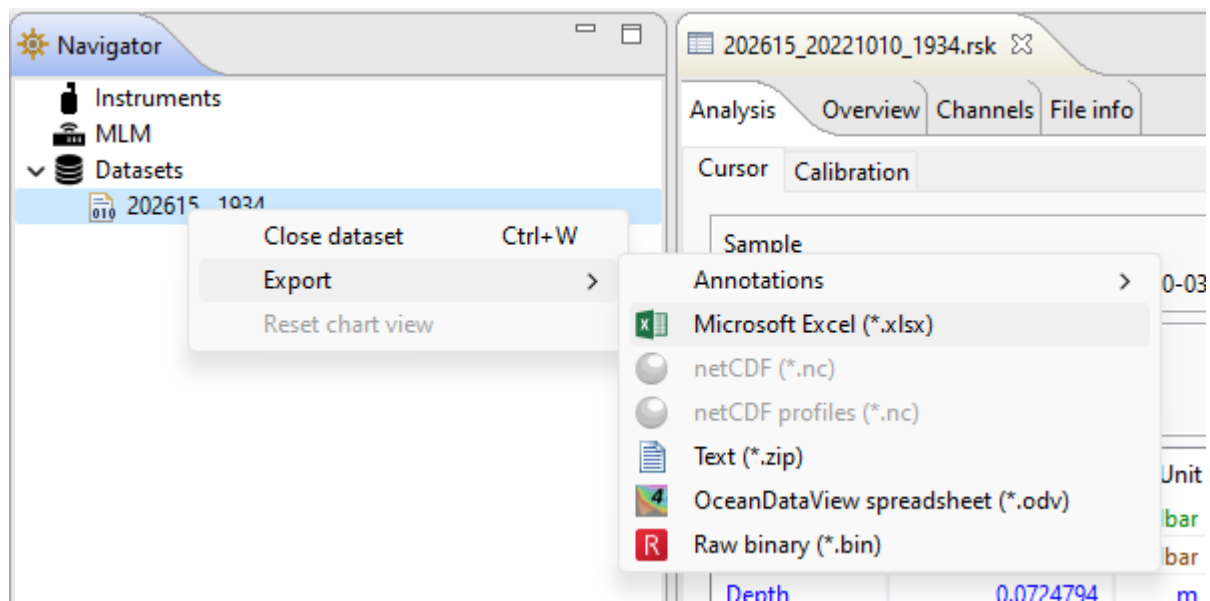 Navigator
Instruments
MLM
Datasets
202615_1934
Close dataset Ctrl+W
Export
Reset chart view
202615_20221010_1934.rsk
Analysis Overview Channels File info
Cursor Calibration
Sample
0-03
Annotations
Microsoft Excel (*.xlsx)
netCDF (*.nc)
netCDF profiles (*.nc)
Text (*.zip)
OceanDataView spreadsheet (*.odv)
Raw binary (*.bin)
Unit
bar
bar
Depth 0.0724794 m